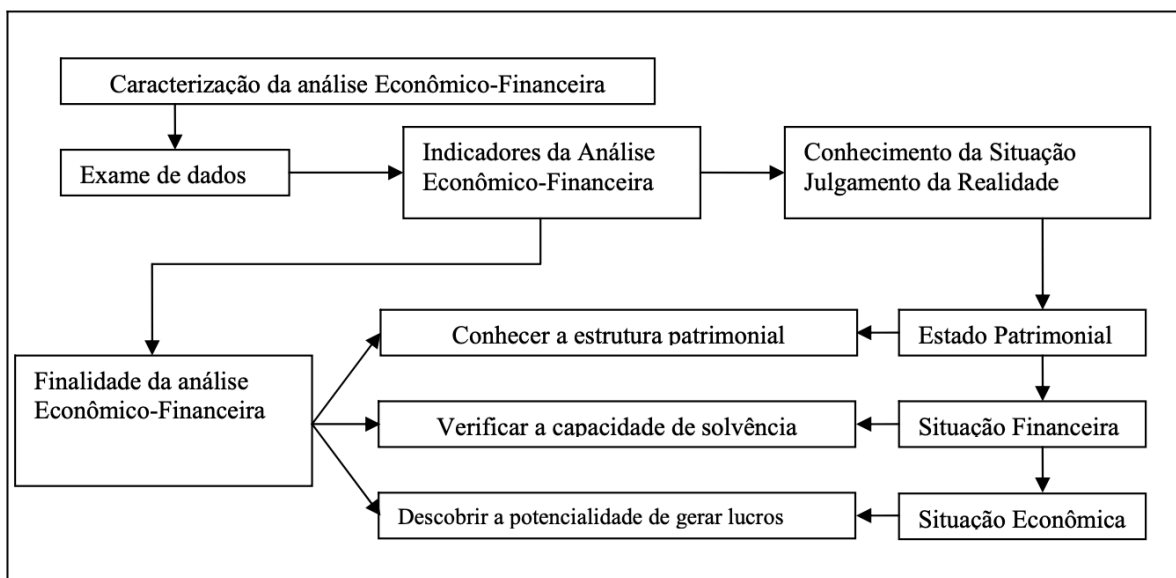 Caracterização da análise Econômico-Financeira
Exame de dados
Indicadores da Análise
Econômico-Financeira
Conhecimento da Situação
Julgamento da Realidade
Conhecer a estrutura patrimonial
Estado Patrimonial
Finalidade da análise
Econômico-Financeira
Verificar a capacidade de solvência
Situação Financeira
Descobrir a potencialidade de gerar lucros
Situação Econômica